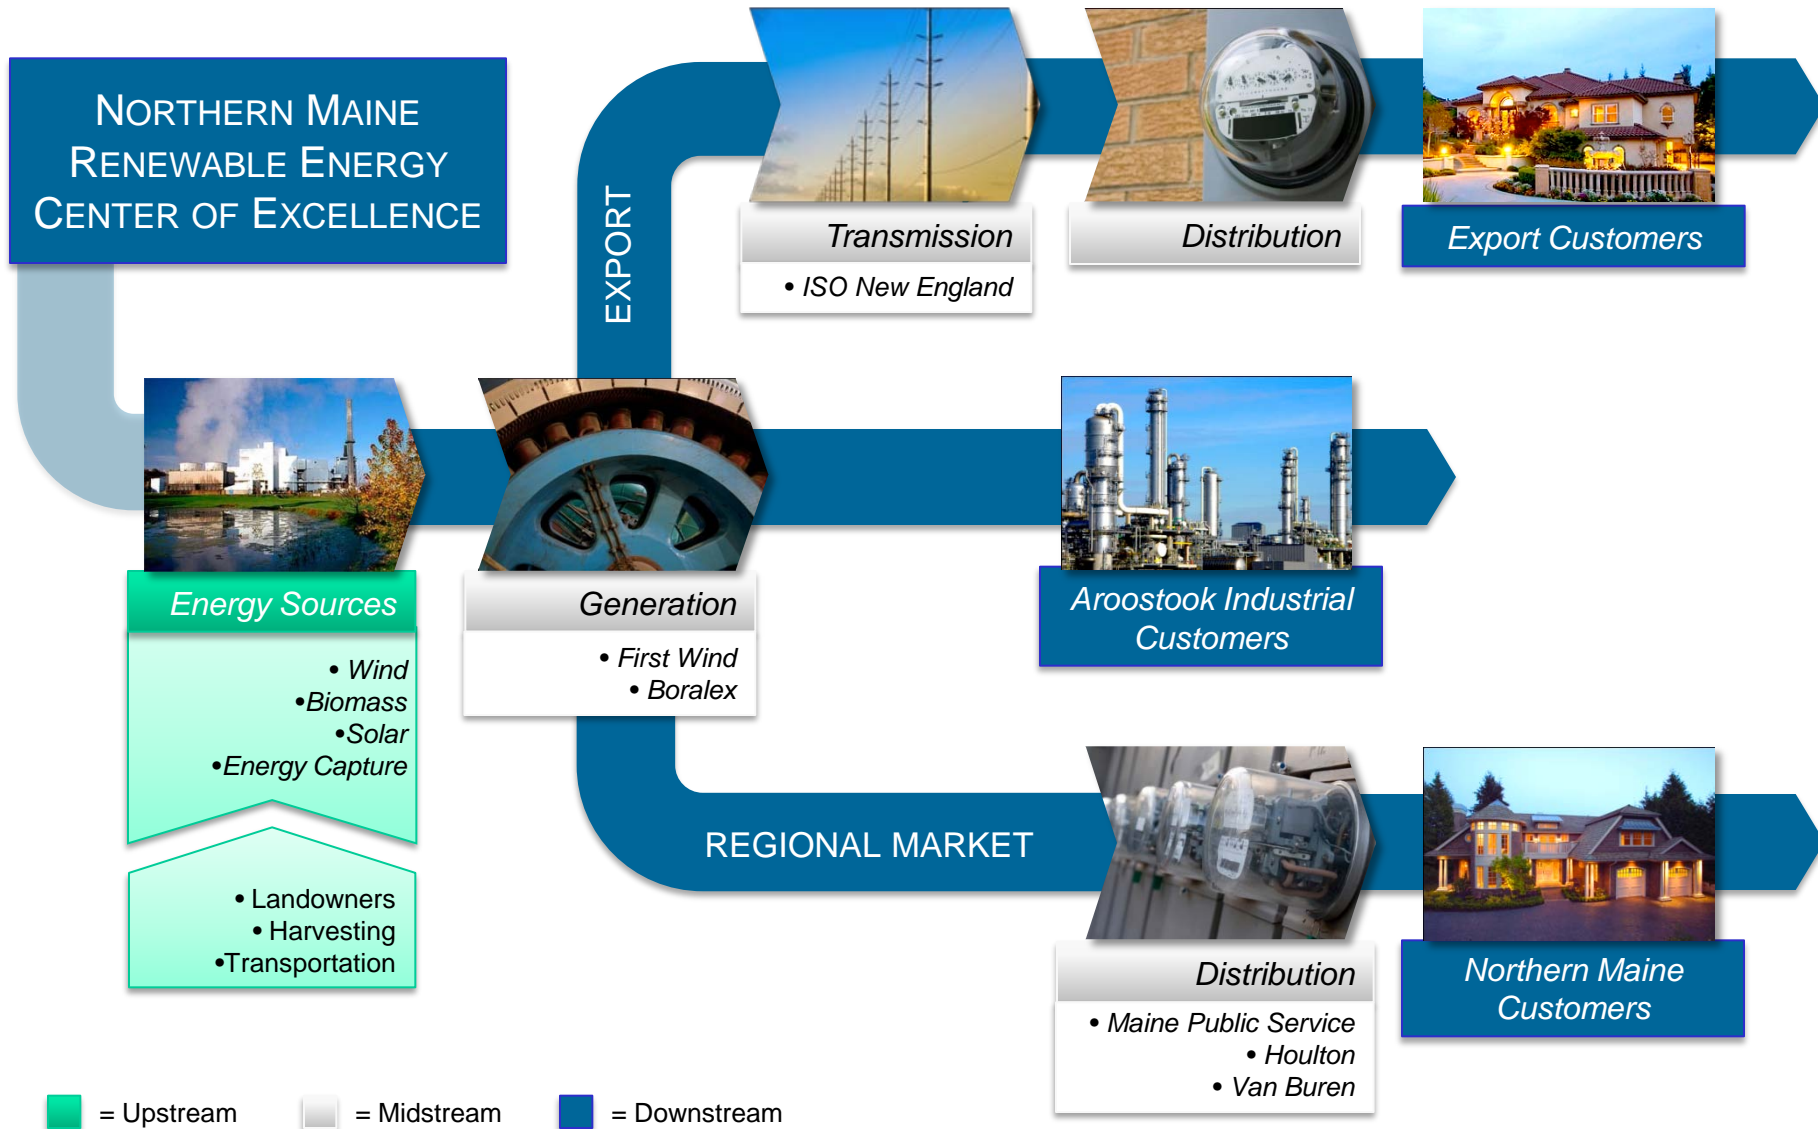 NORTHERN MAINE
RENEWABLE ENERGY
CENTER OF EXCELLENCE
EXPORT
Transmission
• ISO New England
Distribution
Export Customers
Energy Sources
• Wind
•Biomass
•Solar
•Energy Capture
• Landowners
• Harvesting
•Transportation
Generation
• First Wind
• Boralex
Aroostook Industrial
Customers
REGIONAL MARKET
Distribution
• Maine Public Service
• Houlton
• Van Buren
Northern Maine
Customers
= Upstream
= Midstream
= Downstream